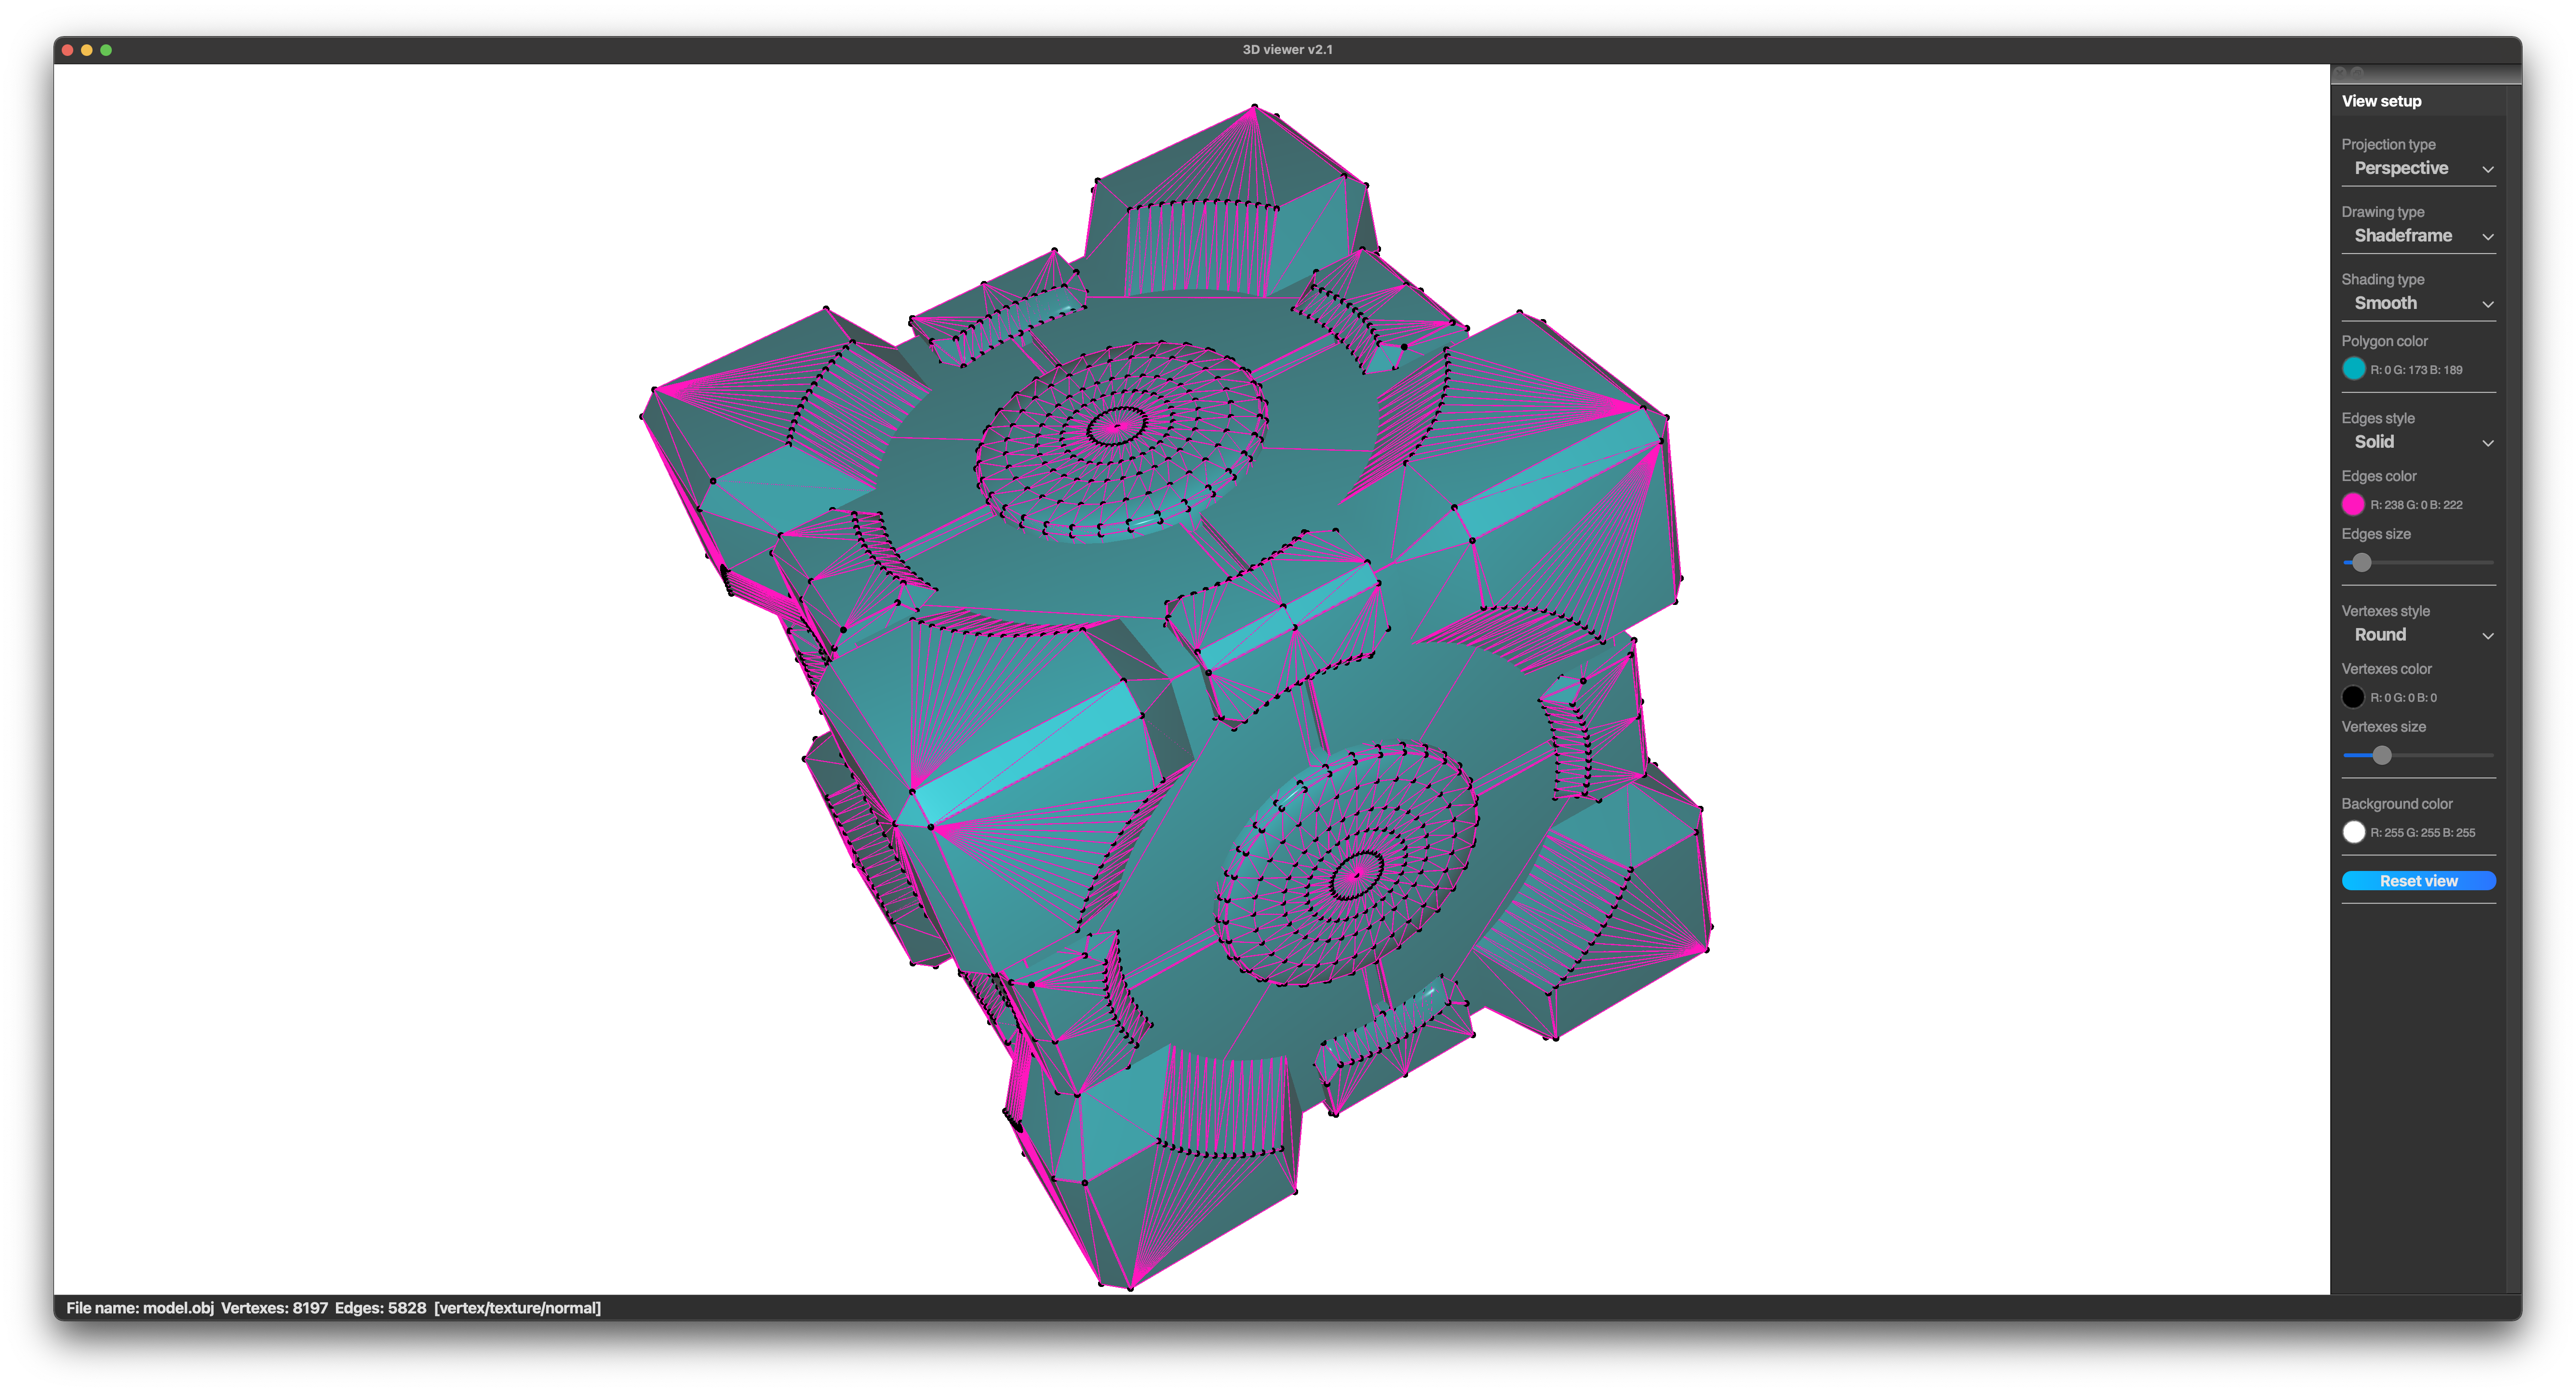 3D viewer v2.1
View setup
Projection type
Perspective
Drawing type
Shadeframe
Shading type
Smooth
Polygon color
R: 0 G: 173 B: 189
Edges style
Solid
Edges color
R: 238 G: 0 B: 222
Edges size
Vertexes style
Round
Vertexes color
R: 0 G: 0 B: 0
Vertexes size
Background color
R: 255 G: 255 B: 255
Reset view
File name: model.obj Vertexes: 8197 Edges: 5828 [vertex/texture/normal]